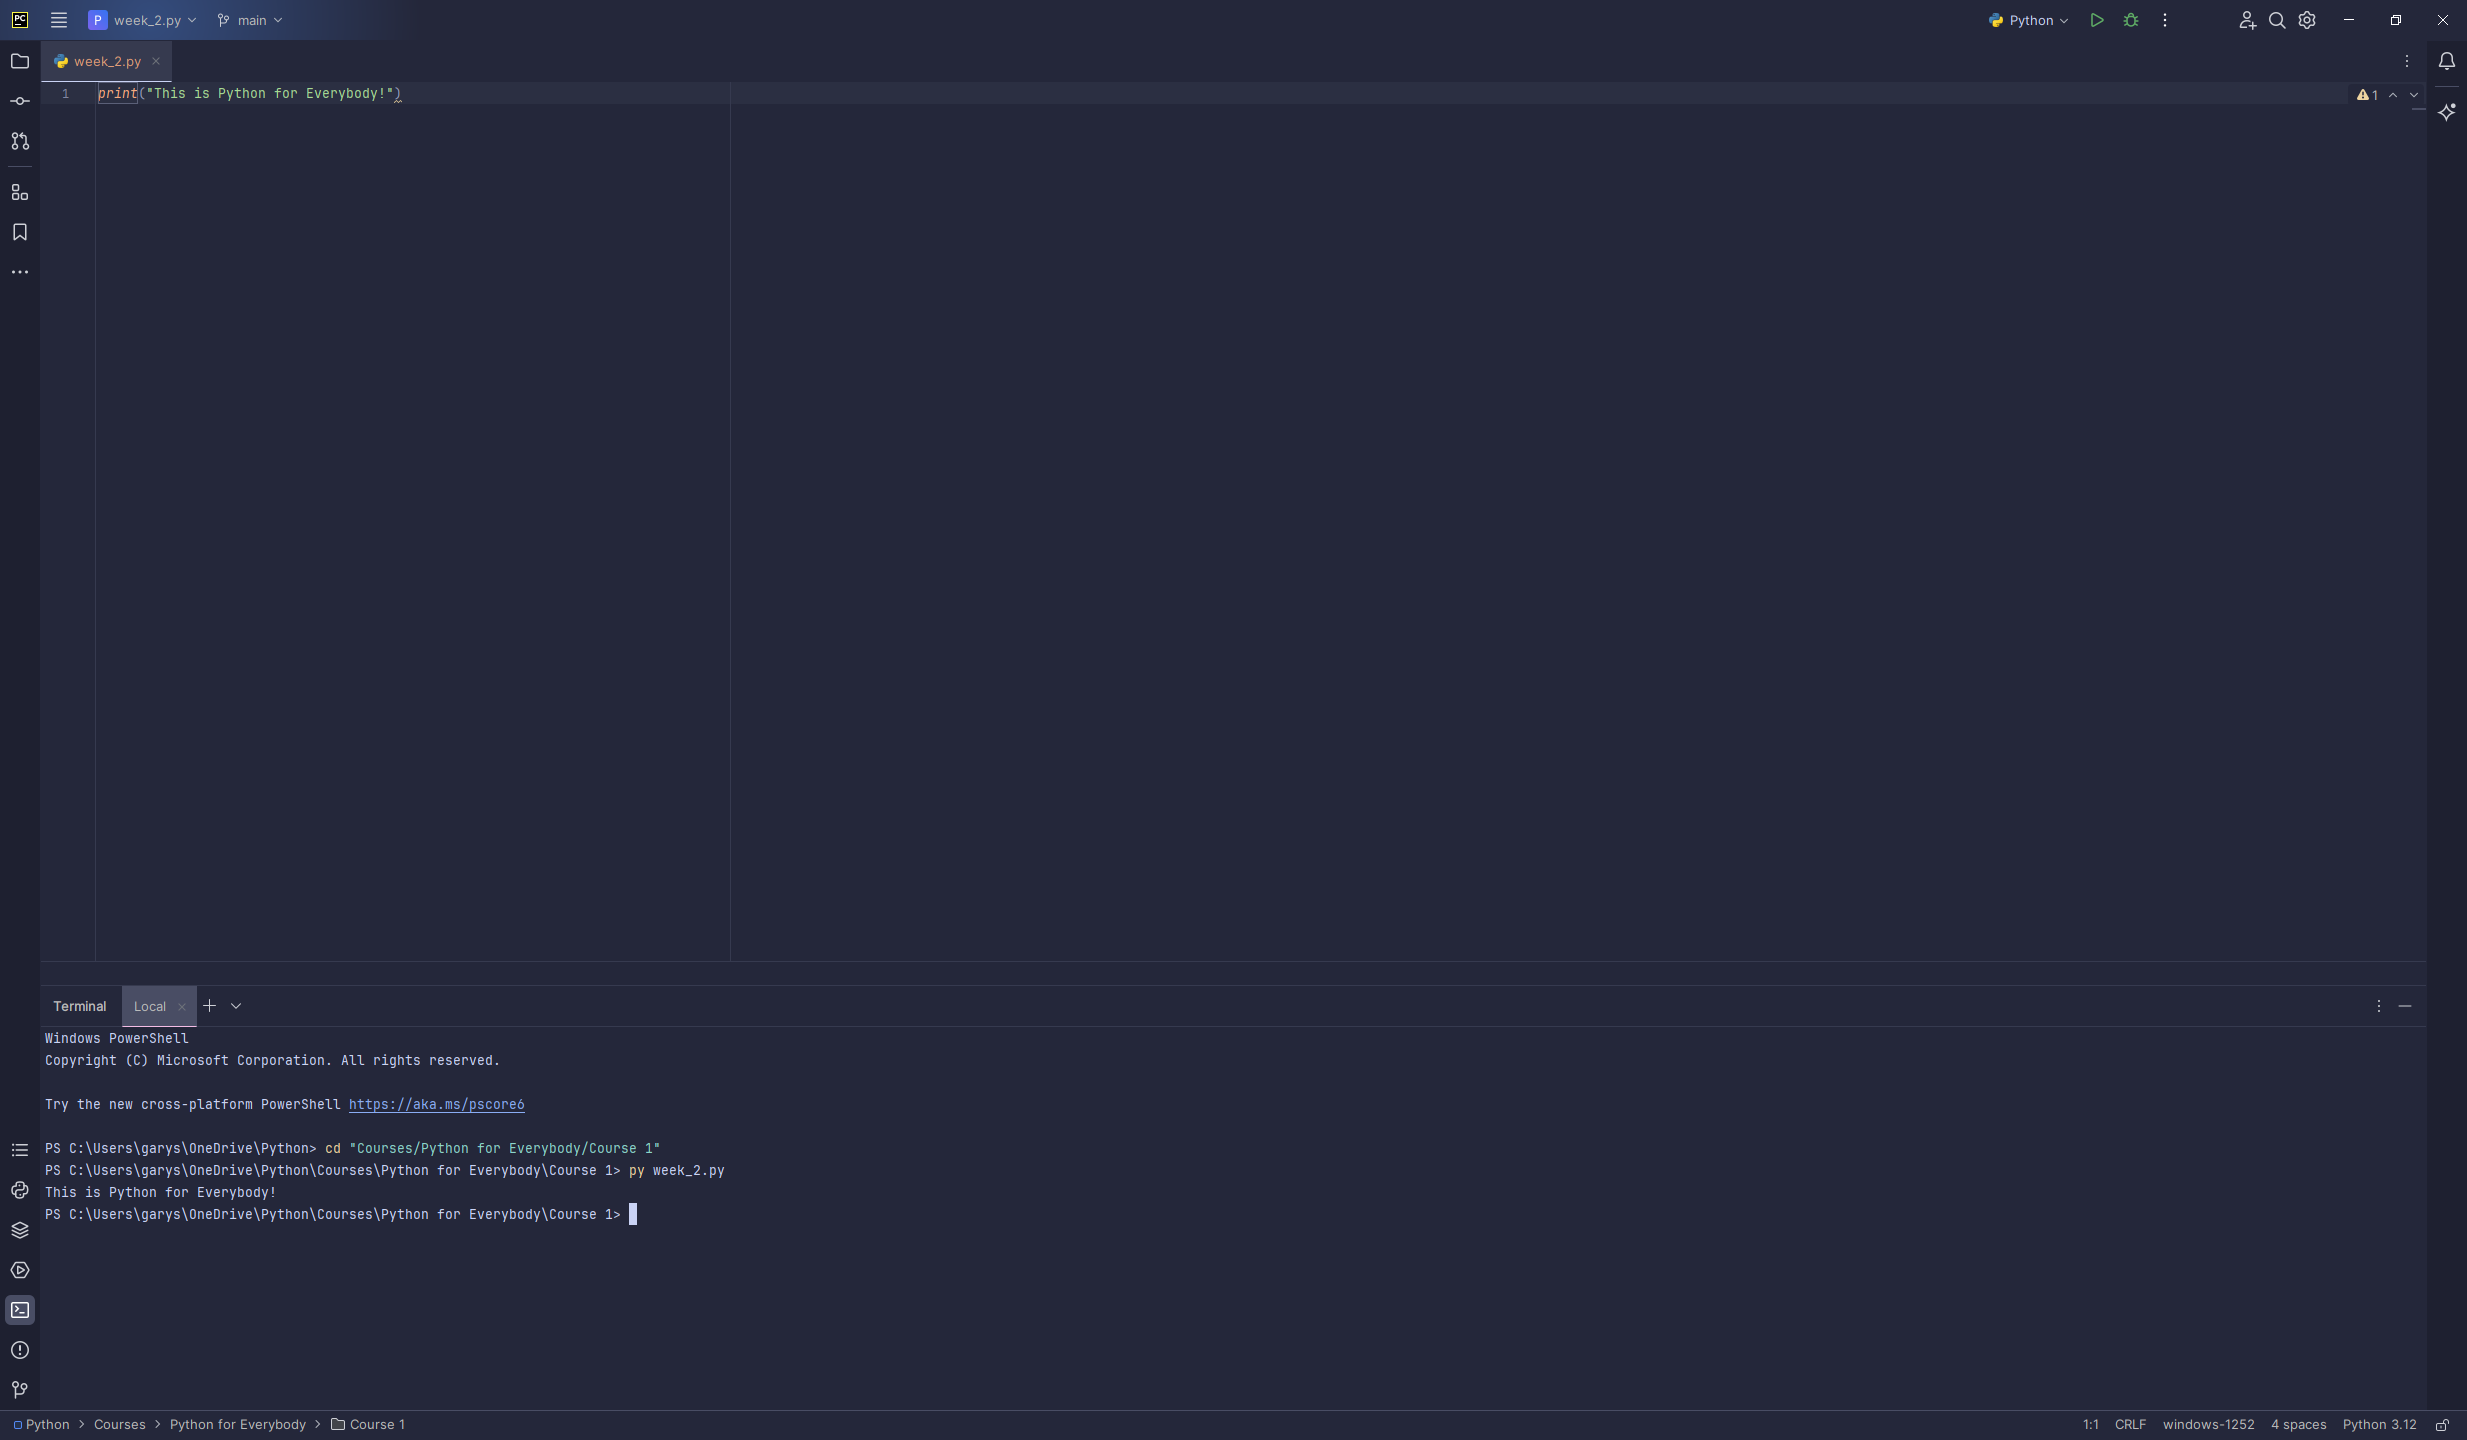 PC P week_2.py main Python
week_2.py
1 print("This is Python for Everybody!") 1
Terminal Local
Windows PowerShell
Copyright (C) Microsoft Corporation. All rights reserved.
Try the new cross-platform PowerShell https://aka.ms/pscore6
PS C:\Users\garys\OneDrive\Python> cd "Courses/Python for Everybody/Course 1"
PS C:\Users\garys\OneDrive\Python\Courses\Python for Everybody\Course 1> py week_2.py
This is Python for Everybody!
PS C:\Users\garys\OneDrive\Python\Courses\Python for Everybody\Course 1>
Python > Courses > Python for Everybody > Course 1 1:1 CRLF windows-1252 4 spaces Python 3.12